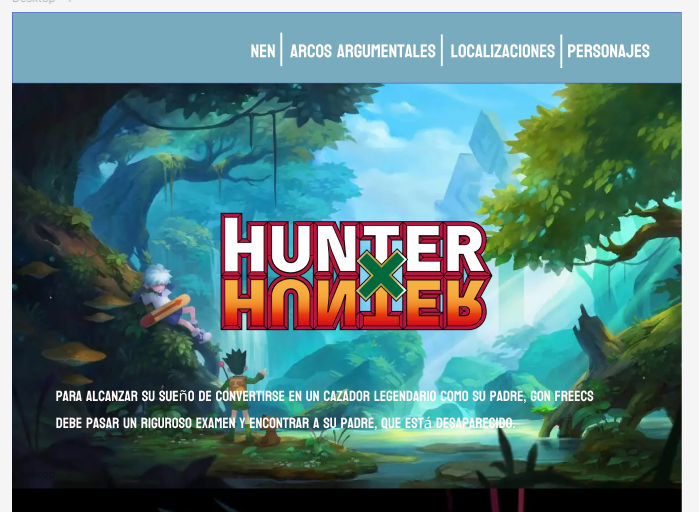 NEN
ARCOS ARGUMENTALES
LOCALIZACIONES
PERSONAJES
HUNTER
X
HUNTER
PARA ALCANZAR SU SUEÑO DE CONVERTIRSE EN UN CAZADOR LEGENDARIO COMO SU PADRE, GON FREECS
DEBE PASAR UN RIGUROSO EXAMEN Y ENCONTRAR A SU PADRE, QUE ESTá DESAPARECIDO.